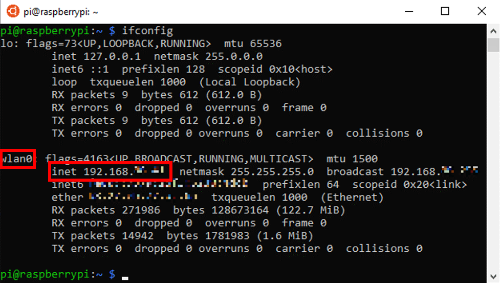 pi@raspberrypi: ~
pi@raspberrypi:~ $ ifconfig
lo: flags=73<UP,LOOPBACK,RUNNING>  mtu 65536
inet 127.0.0.1  netmask 255.0.0.0
inet6 ::1  prefixlen 128  scopeid 0x10<host>
loop  txqueuelen 1000  (Local Loopback)
RX packets 9  bytes 612 (612.0 B)
RX errors 0  dropped 0  overruns 0  frame 0
TX packets 9  bytes 612 (612.0 B)
TX errors 0  dropped 0 overruns 0  carrier 0  collisions 0
wlan0: flags=4163<UP,BROADCAST,RUNNING,MULTICAST>  mtu 1500
inet 192.168.  netmask 255.255.255.0  broadcast 192.168.
inet6  prefixlen 64  scopeid 0x20<link>
ether  txqueuelen 1000  (Ethernet)
RX packets 271986  bytes 128673164 (122.7 MiB)
RX errors 0  dropped 0  overruns 0  frame 0
TX packets 14942  bytes 1781983 (1.6 MiB)
TX errors 0  dropped 0 overruns 0  carrier 0  collisions 0
pi@raspberrypi:~ $